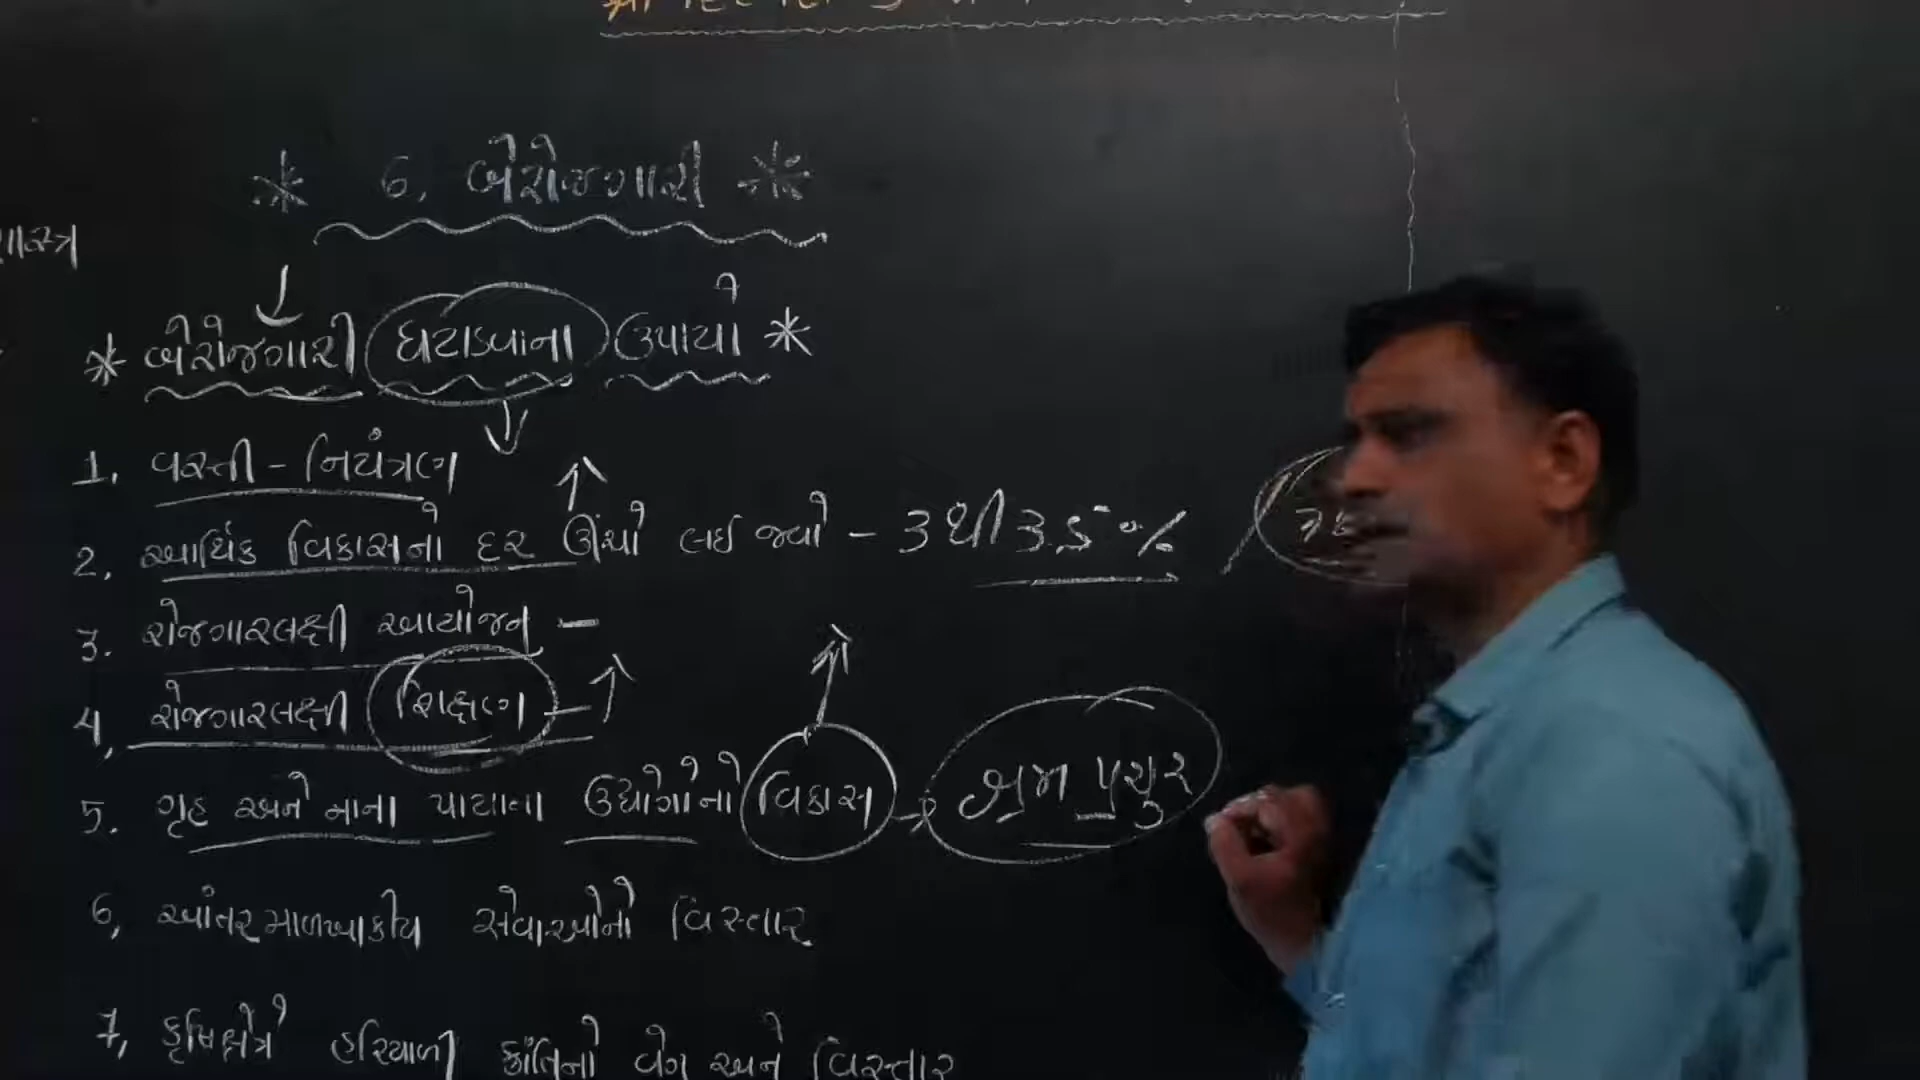 * 6, બેરોજગારી *
શાસ્ત્ર
* બેરોજગારી ઘટાડવાના ઉપાયો *
1. વસ્તી - નિયંત્રણ
2. આર્થિક વિકાસનો દર ઊંચો લઈ જવો - 3 થી 3.5 %
3. રોજગારલક્ષી આયોજન -
4, રોજગારલક્ષી શિક્ષણ -
5. ગૃહ અને નાના પાયાના ઉદ્યોગોનો વિકાસ → શ્રમ પ્રચુર
6, આંતરમાળખાકીય સેવાઓનો વિસ્તાર
7, કૃષિક્ષેત્રે હરિયાળી ક્રાંતિનો વેગ અને વિસ્તાર